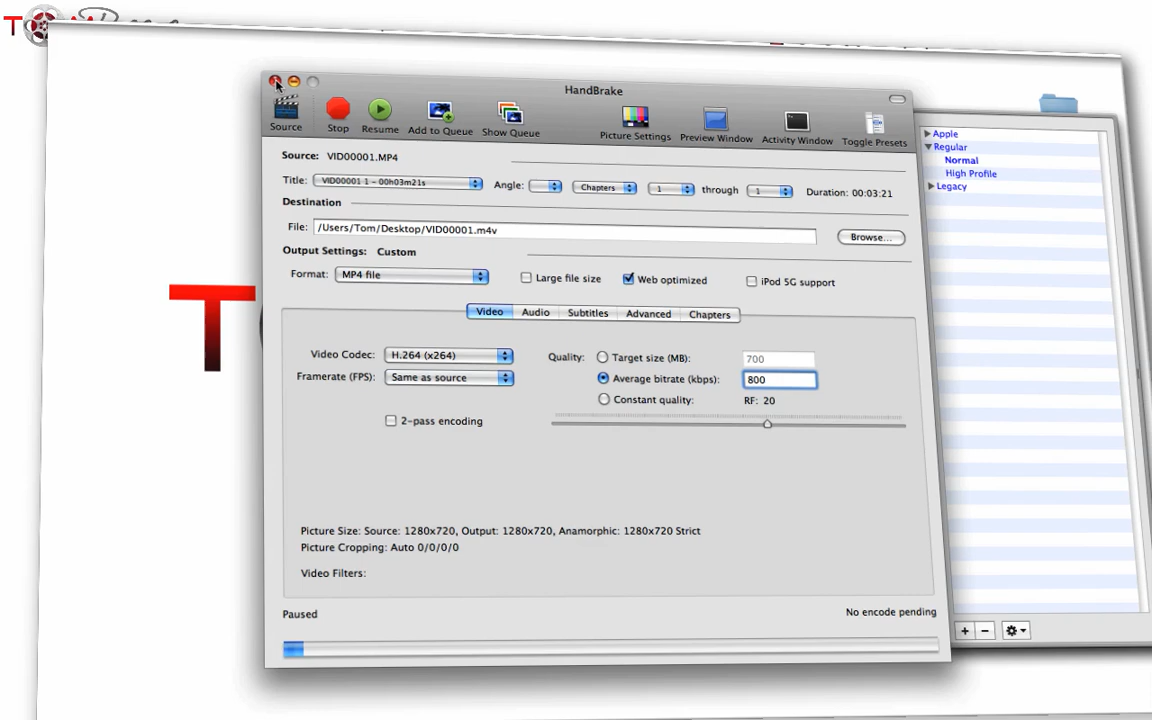 T
HandBrake
Source Stop Resume Add to Queue Show Queue Picture Settings Preview Window Activity Window Toggle Presets
Source: VID00001.MP4
Title: VID00001 1 - 00h03m21s Angle: Chapters 1 through 1 Duration: 00:03:21
Destination
File: /Users/Tom/Desktop/VID00001.m4v Browse...
Output Settings: Custom
Format: MP4 file Large file size Web optimized iPod 5G support
Video Audio Subtitles Advanced Chapters
Video Codec: H.264 (x264) Quality: Target size (MB): 700
Framerate (FPS): Same as source Average bitrate (kbps): 800
Constant quality: RF: 20
2-pass encoding
Picture Size: Source: 1280x720, Output: 1280x720, Anamorphic: 1280x720 Strict
Picture Cropping: Auto 0/0/0/0
Video Filters:
Paused No encode pending
Apple
Regular
Normal
High Profile
Legacy
T